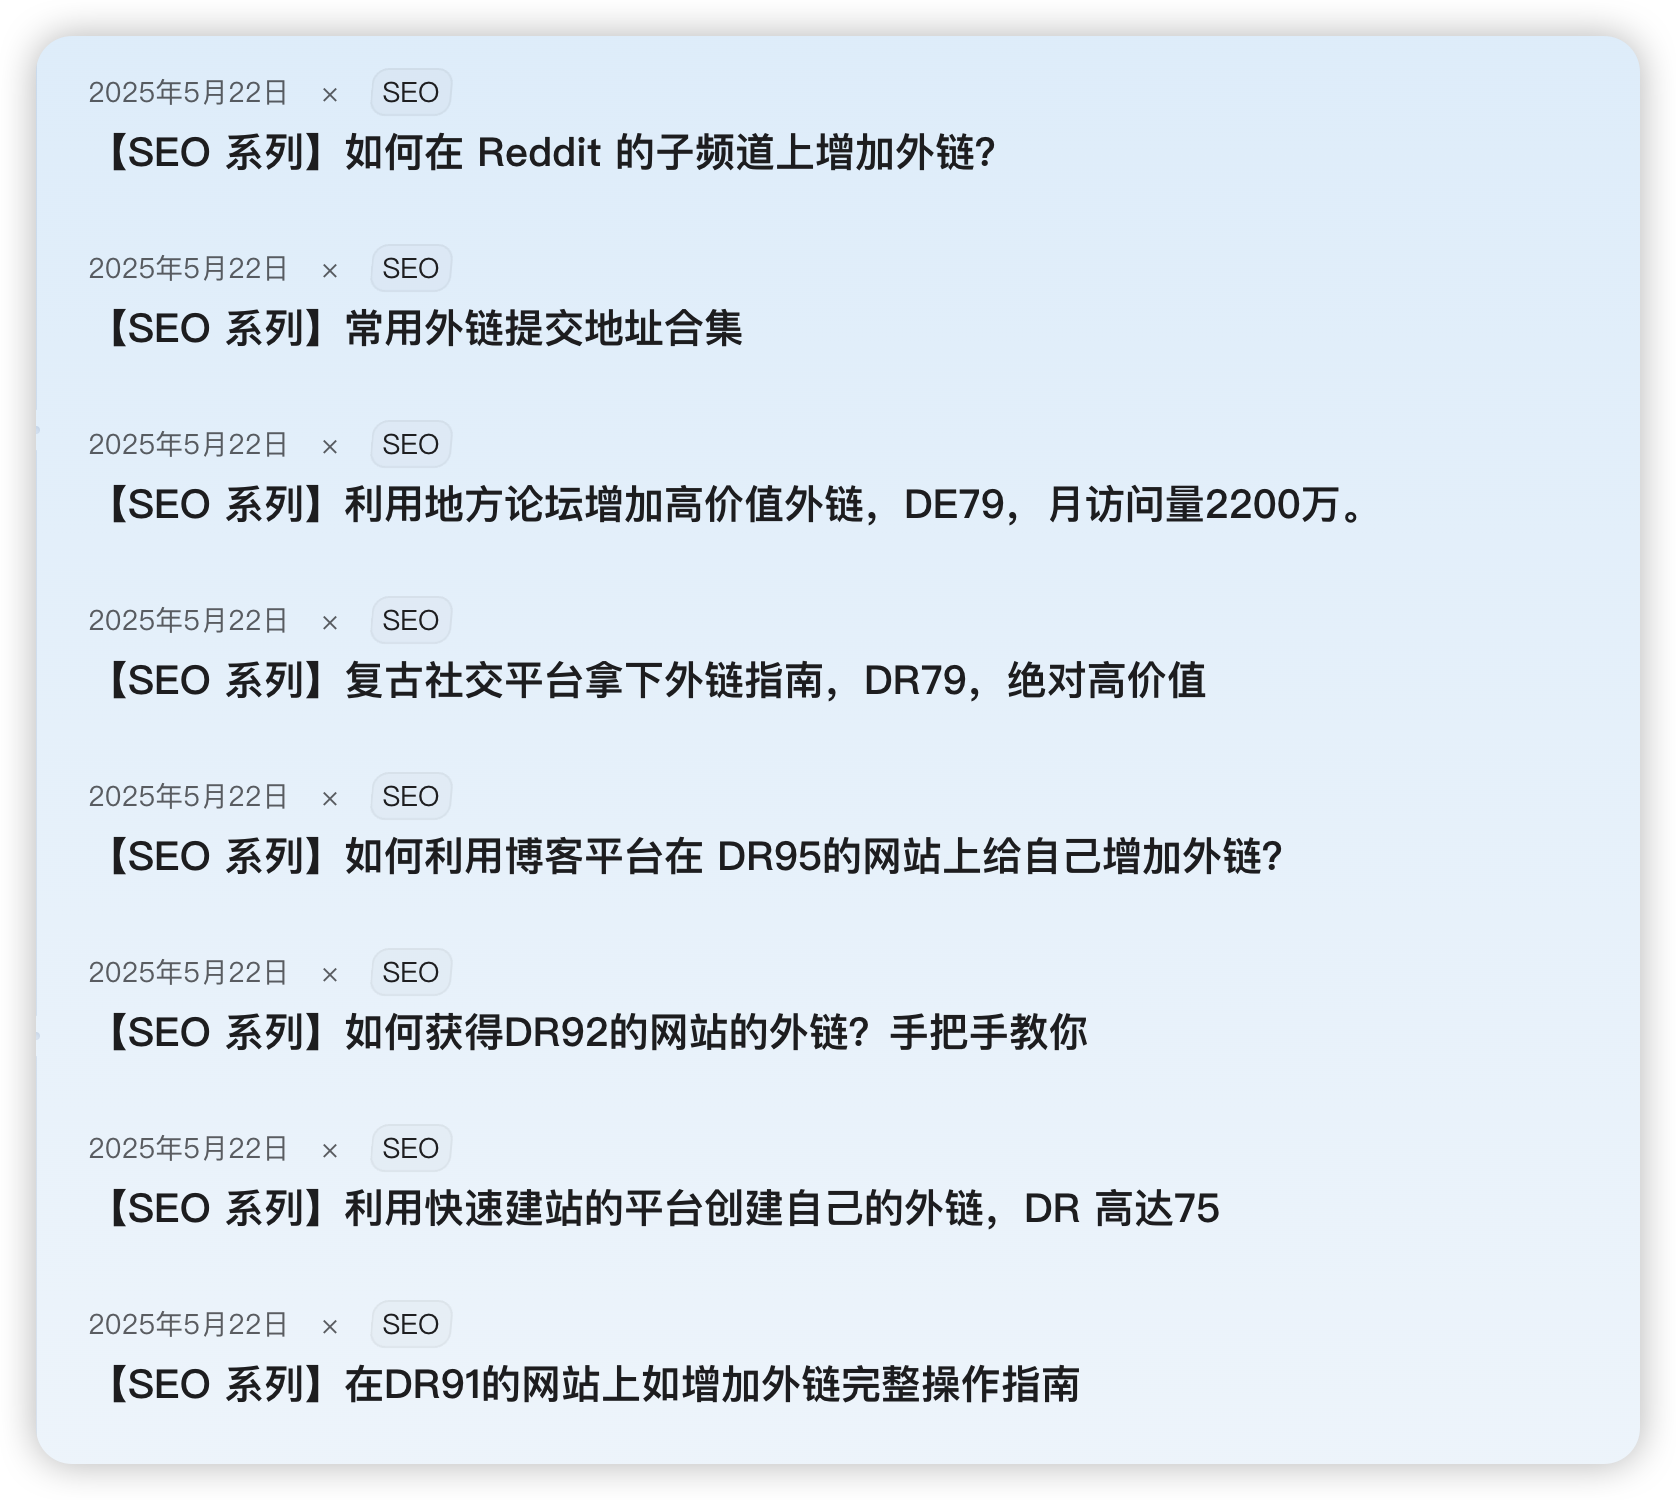 2025年5月22日 × SEO
【SEO 系列】如何在 Reddit 的子频道上增加外链？
2025年5月22日 × SEO
【SEO 系列】常用外链提交地址合集
2025年5月22日 × SEO
【SEO 系列】利用地方论坛增加高价值外链，DE79， 月访问量2200万。
2025年5月22日 × SEO
【SEO 系列】复古社交平台拿下外链指南，DR79，绝对高价值
2025年5月22日 × SEO
【SEO 系列】如何利用博客平台在 DR95的网站上给自己增加外链？
2025年5月22日 × SEO
【SEO 系列】如何获得DR92的网站的外链？手把手教你
2025年5月22日 × SEO
【SEO 系列】利用快速建站的平台创建自己的外链，DR 高达75
2025年5月22日 × SEO
【SEO 系列】在DR91的网站上如增加外链完整操作指南